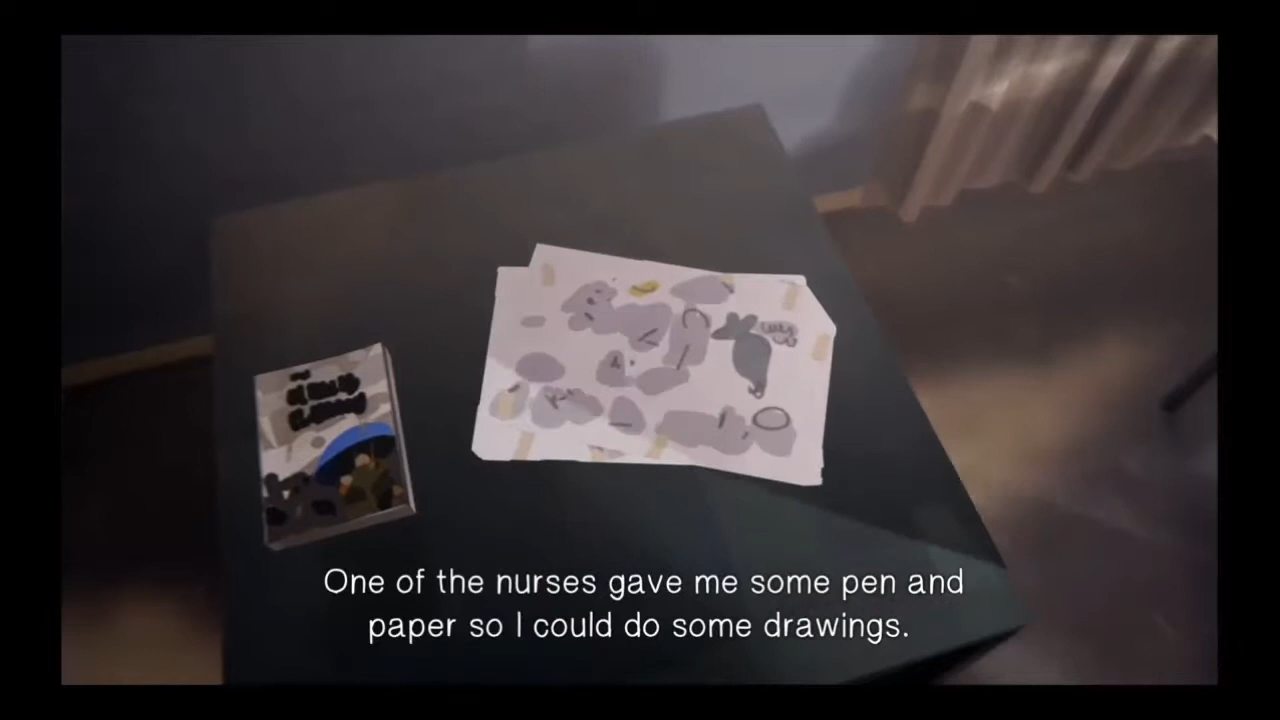 One of the nurses gave me some pen and
paper so I could do some drawings.